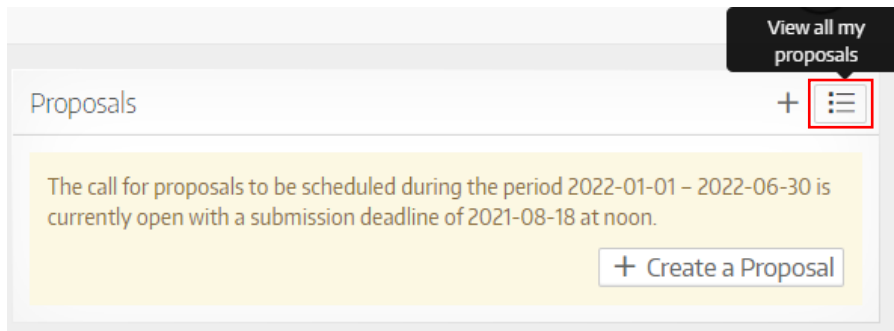 View all my
proposals
Proposals
The call for proposals to be scheduled during the period 2022-01-01 – 2022-06-30 is
currently open with a submission deadline of 2021-08-18 at noon.
+ Create a Proposal